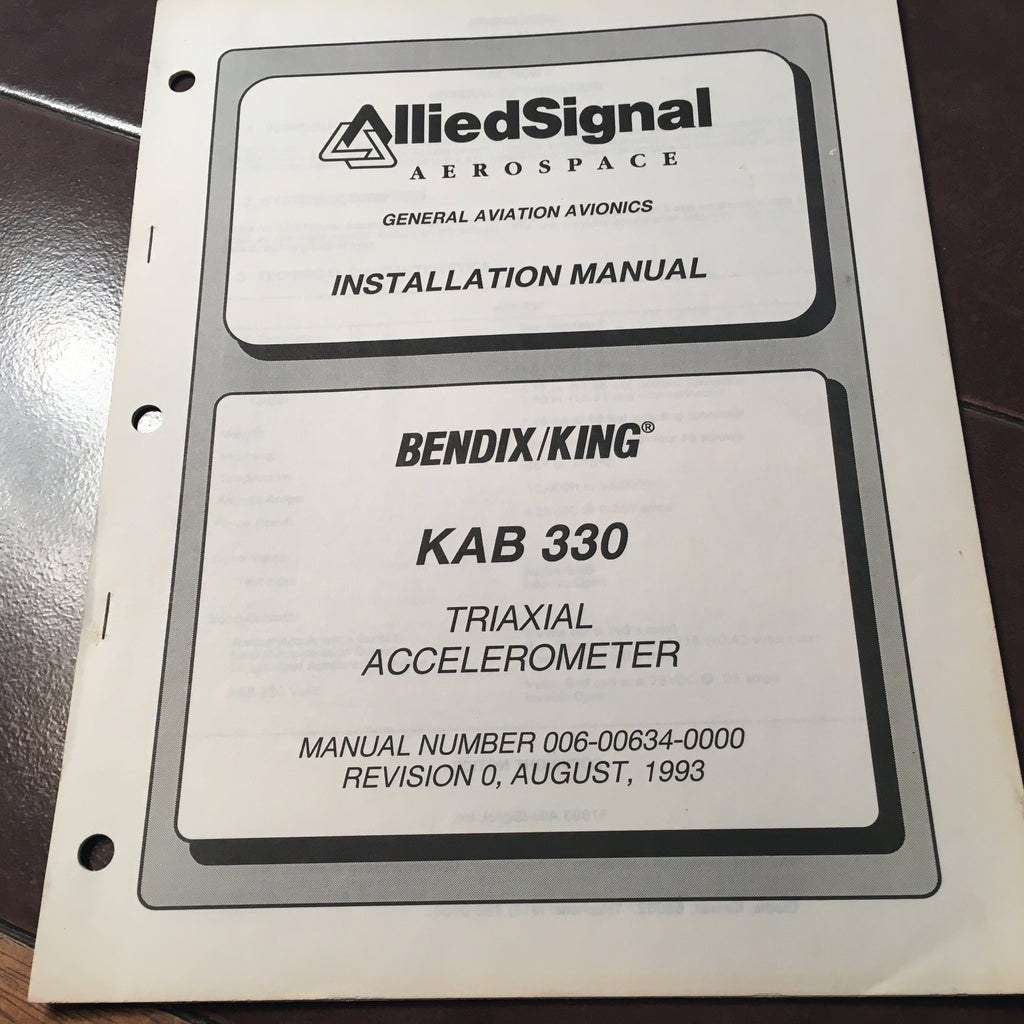 AlliedSignal
AEROSPACE
GENERAL AVIATION AVIONICS
INSTALLATION MANUAL
BENDIX/KING®
KAB 330
TRIAXIAL
ACCELEROMETER
MANUAL NUMBER 006-00634-0000
REVISION 0, AUGUST, 1993